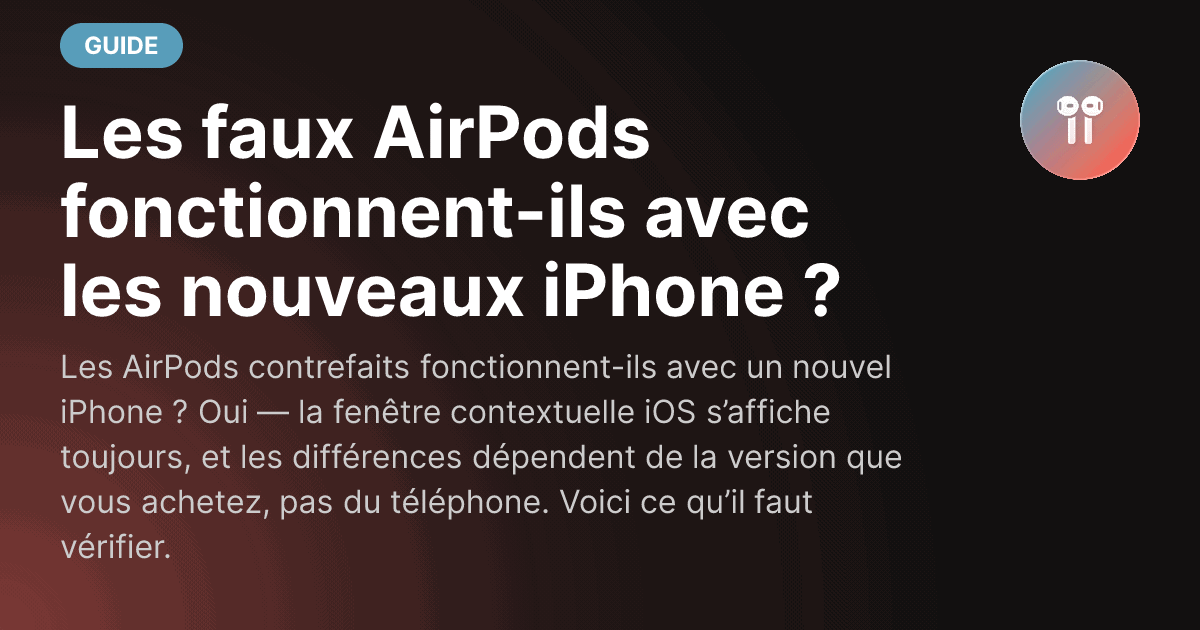 GUIDE
Les faux AirPods
fonctionnent-ils avec
les nouveaux iPhone ?
Les AirPods contrefaits fonctionnent-ils avec un nouvel
iPhone ? Oui — la fenêtre contextuelle iOS s’affiche
toujours, et les différences dépendent de la version que
vous achetez, pas du téléphone. Voici ce qu’il faut
vérifier.